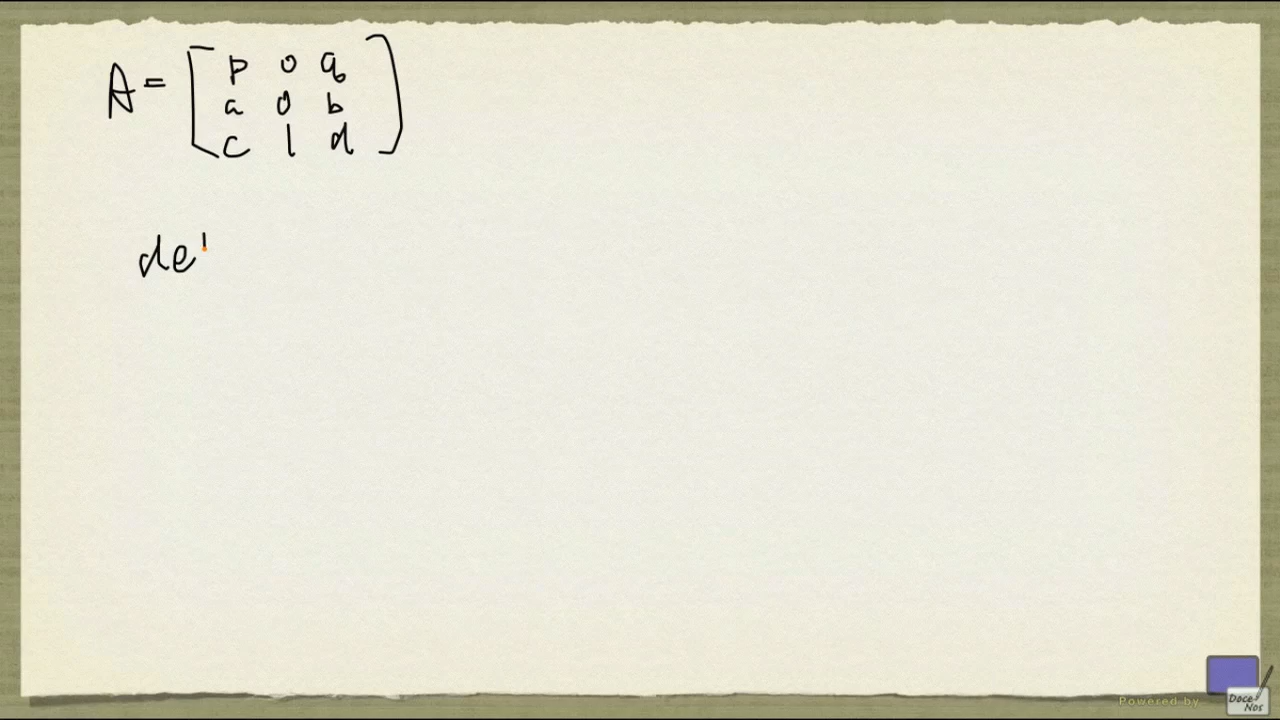 A = [ p 0 q
a 0 b
c 1 d ]
de
Powered by
Doce Nos